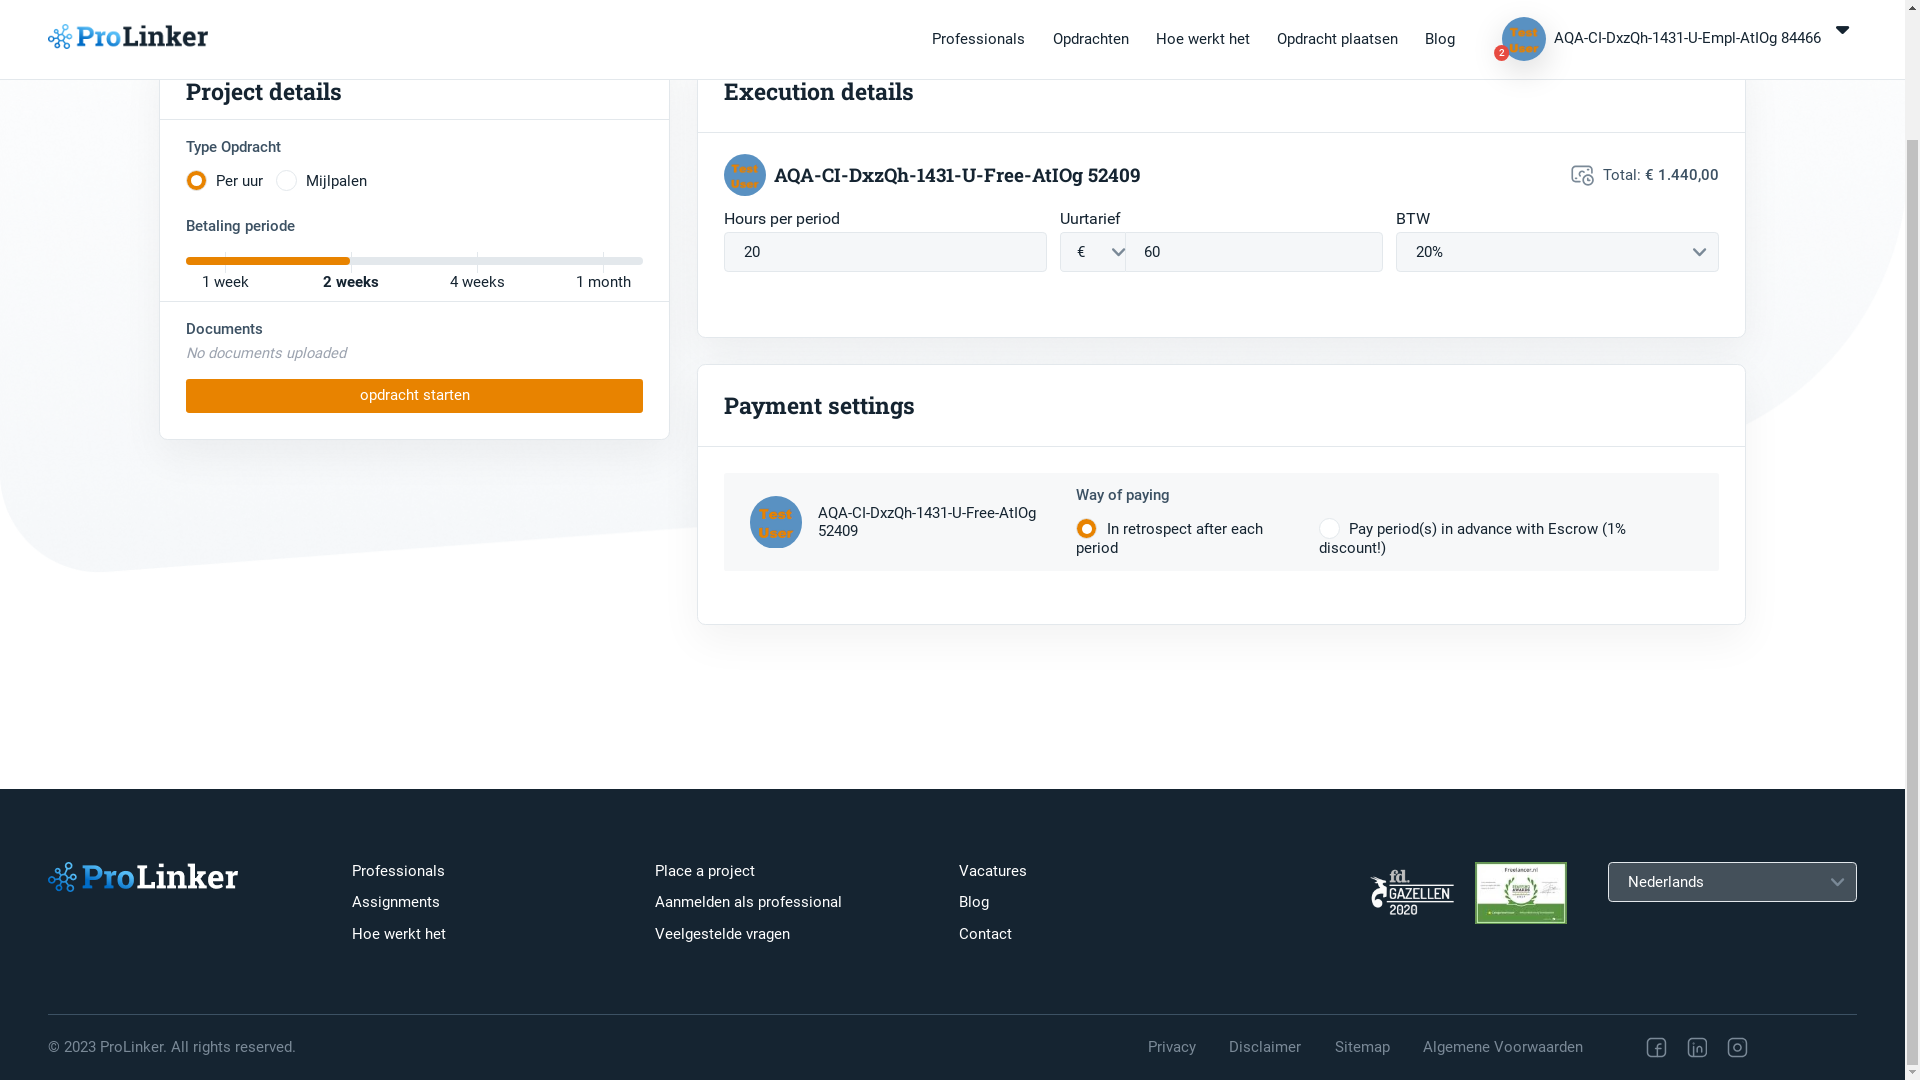 ProLinker
Professionals
Opdrachten
Hoe werkt het
Opdracht plaatsen
Blog
Test
User
2
AQA-CI-DxzQh-1431-U-Empl-AtIOg 84466
Project details
Type Opdracht
Per uur
Mijlpalen
Betaling periode
1 week
2 weeks
4 weeks
1 month
Documents
No documents uploaded
opdracht starten
Execution details
Test
User
AQA-CI-DxzQh-1431-U-Free-AtIOg 52409
Total: € 1.440,00
Hours per period
Uurtarief
BTW
20
€
60
20%
Payment settings
Test
User
AQA-CI-DxzQh-1431-U-Free-AtIOg
52409
Way of paying
In retrospect after each
period
Pay period(s) in advance with Escrow (1%
discount!)
ProLinker
Professionals
Assignments
Hoe werkt het
Place a project
Aanmelden als professional
Veelgestelde vragen
Vacatures
Blog
Contact
fd.
GAZELLEN
2020
Freelancer.nl
Nederlands
© 2023 ProLinker. All rights reserved.
Privacy
Disclaimer
Sitemap
Algemene Voorwaarden